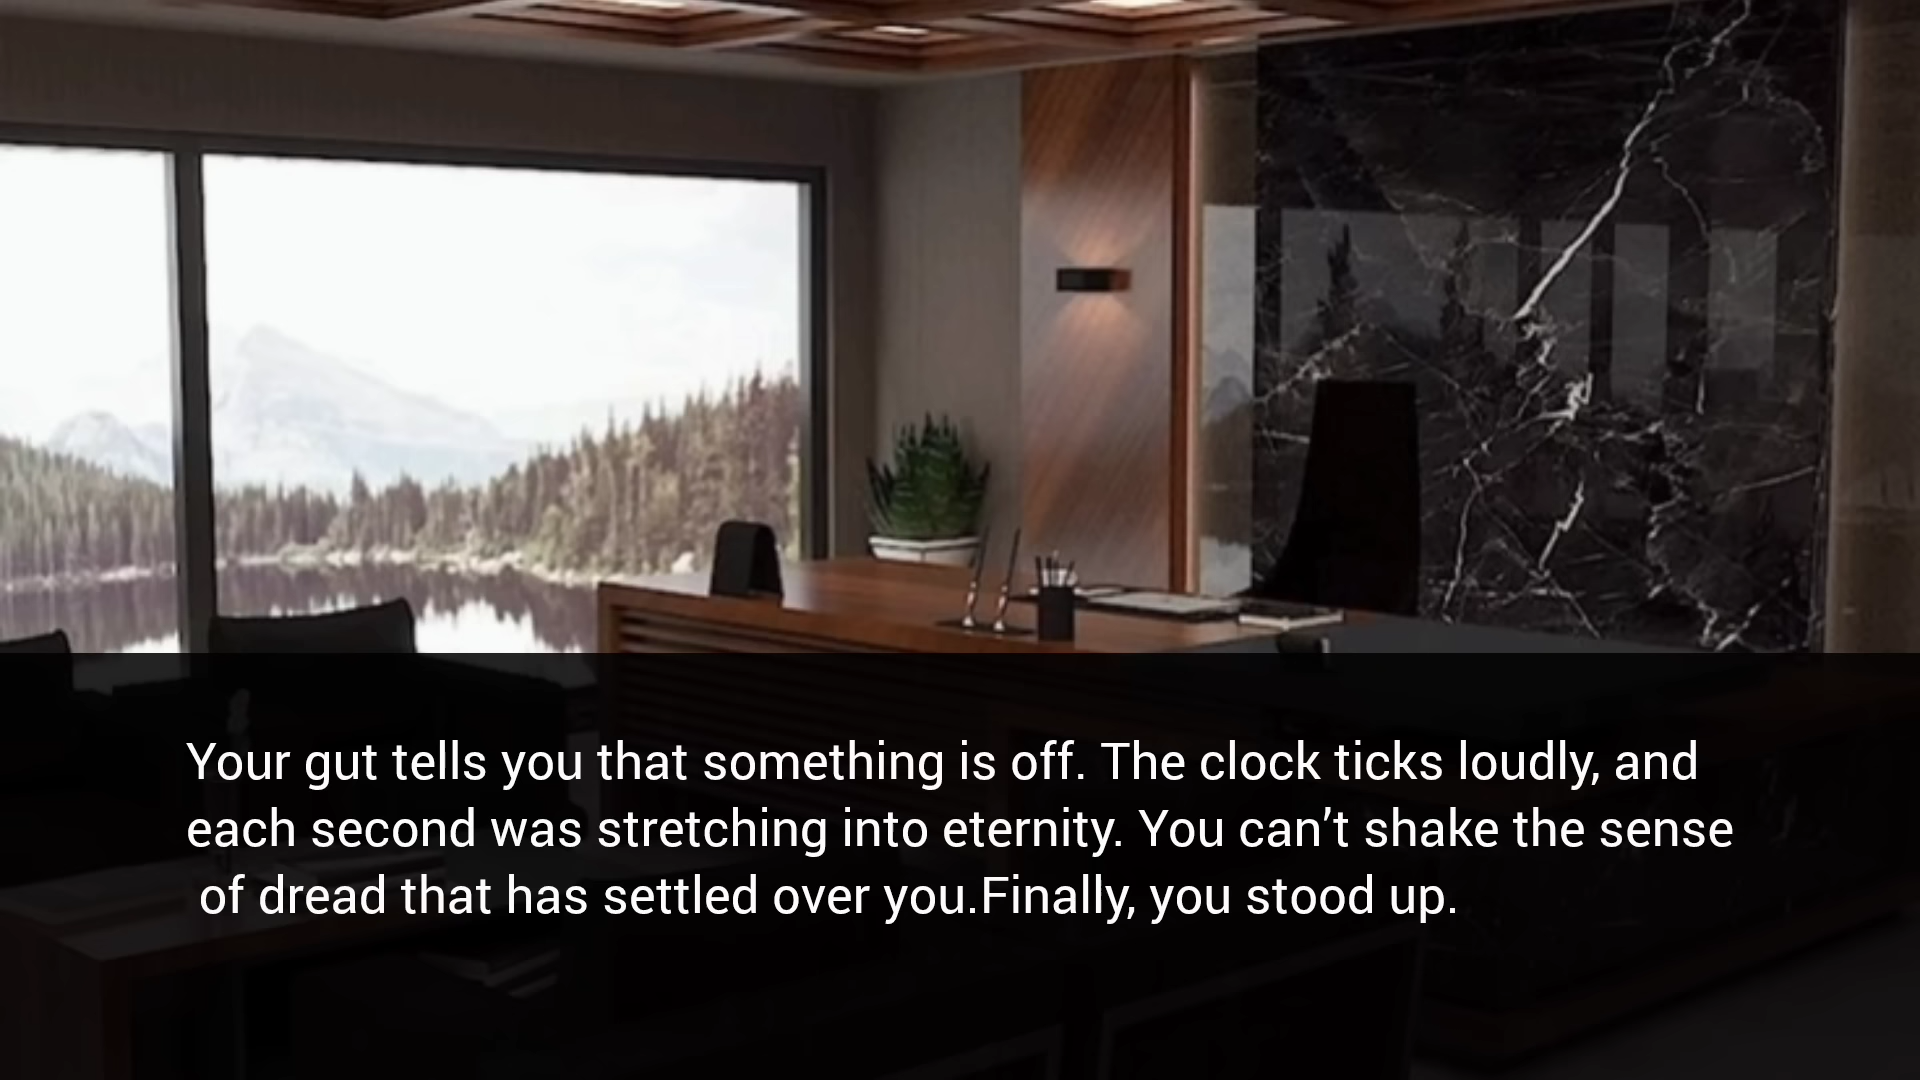 Your gut tells you that something is off. The clock ticks loudly, and
each second was stretching into eternity. You can’t shake the sense
of dread that has settled over you.Finally, you stood up.